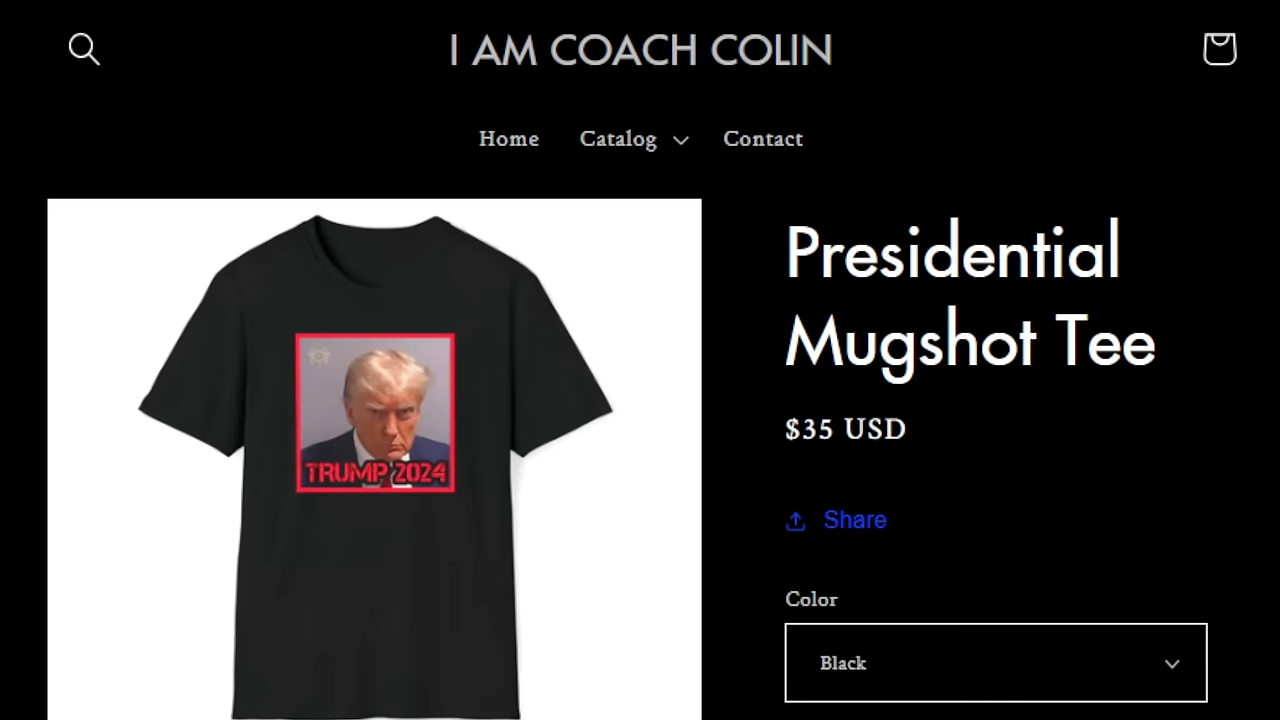 I AM COACH COLIN
Home Catalog Contact
TRUMP 2024
Presidential
Mugshot Tee
$35 USD
Share
Color
Black